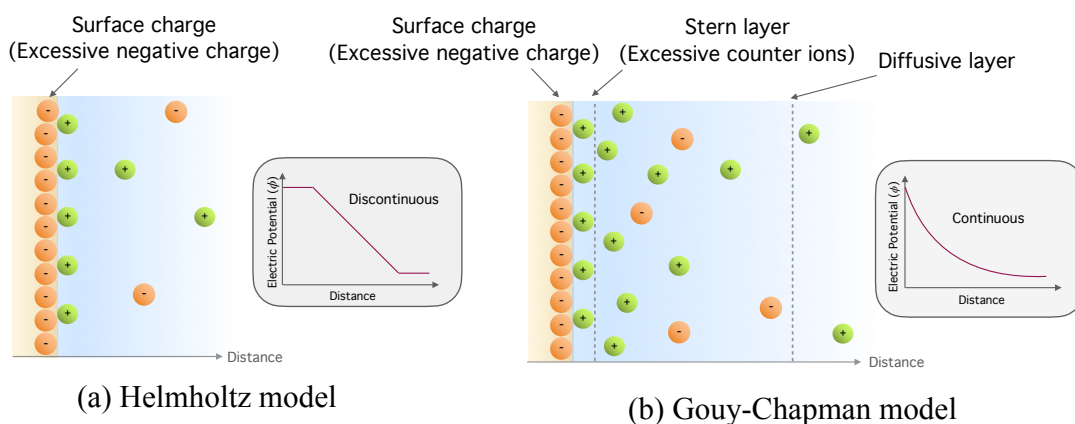 Surface charge
(Excessive negative charge)
Electric Potential (ϕ)
Discontinuous
Distance
Distance
(a) Helmholtz model
Surface charge
(Excessive negative charge)
Stern layer
(Excessive counter ions)
Diffusive layer
Electric Potential (ϕ)
Continuous
Distance
Distance
(b) Gouy-Chapman model